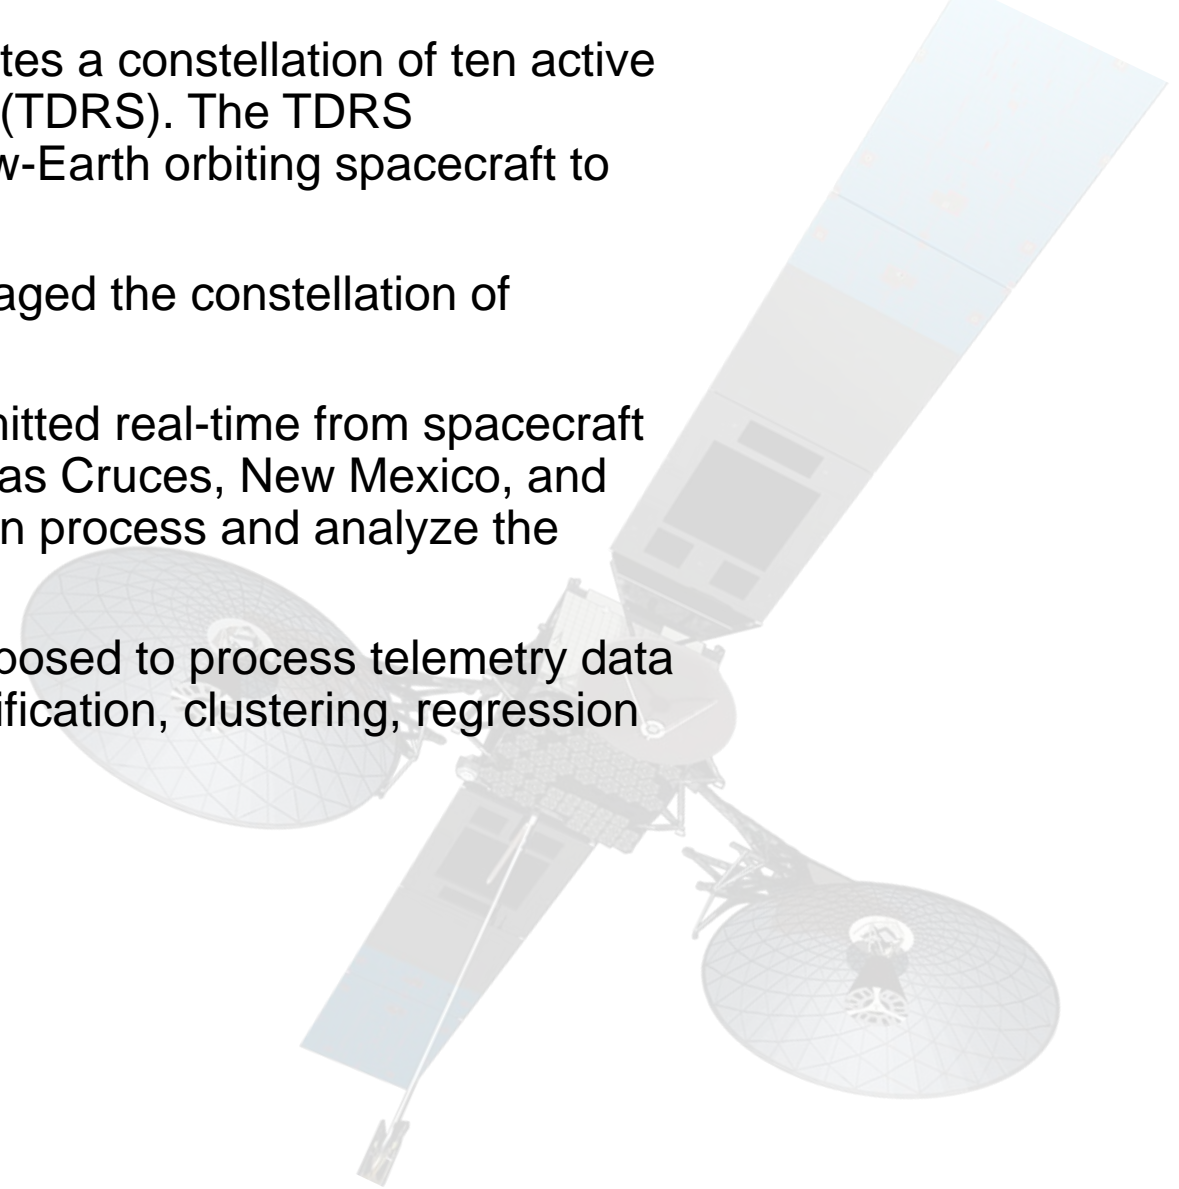 tes a constellation of ten active
(TDRS). The TDRS
w-Earth orbiting spacecraft to
aged the constellation of
nitted real-time from spacecraft
as Cruces, New Mexico, and
n process and analyze the
posed to process telemetry data
ification, clustering, regression